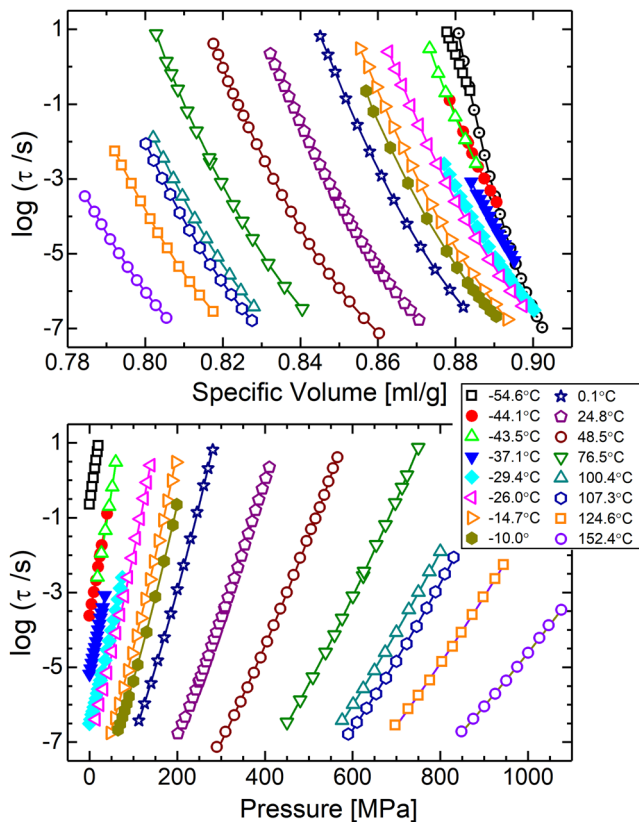 1
-1
-3
-5
-7
log (τ /s)
0.78 0.80 0.82 0.84 0.86 0.88 0.90
Specific Volume [ml/g]
-54.6°C 0.1°C
-44.1°C 24.8°C
-43.5°C 48.5°C
-37.1°C 76.5°C
-29.4°C 100.4°C
-26.0°C 107.3°C
-14.7°C 124.6°C
-10.0° 152.4°C
1
-1
-3
-5
-7
log (τ /s)
0 200 400 600 800 1000
Pressure [MPa]